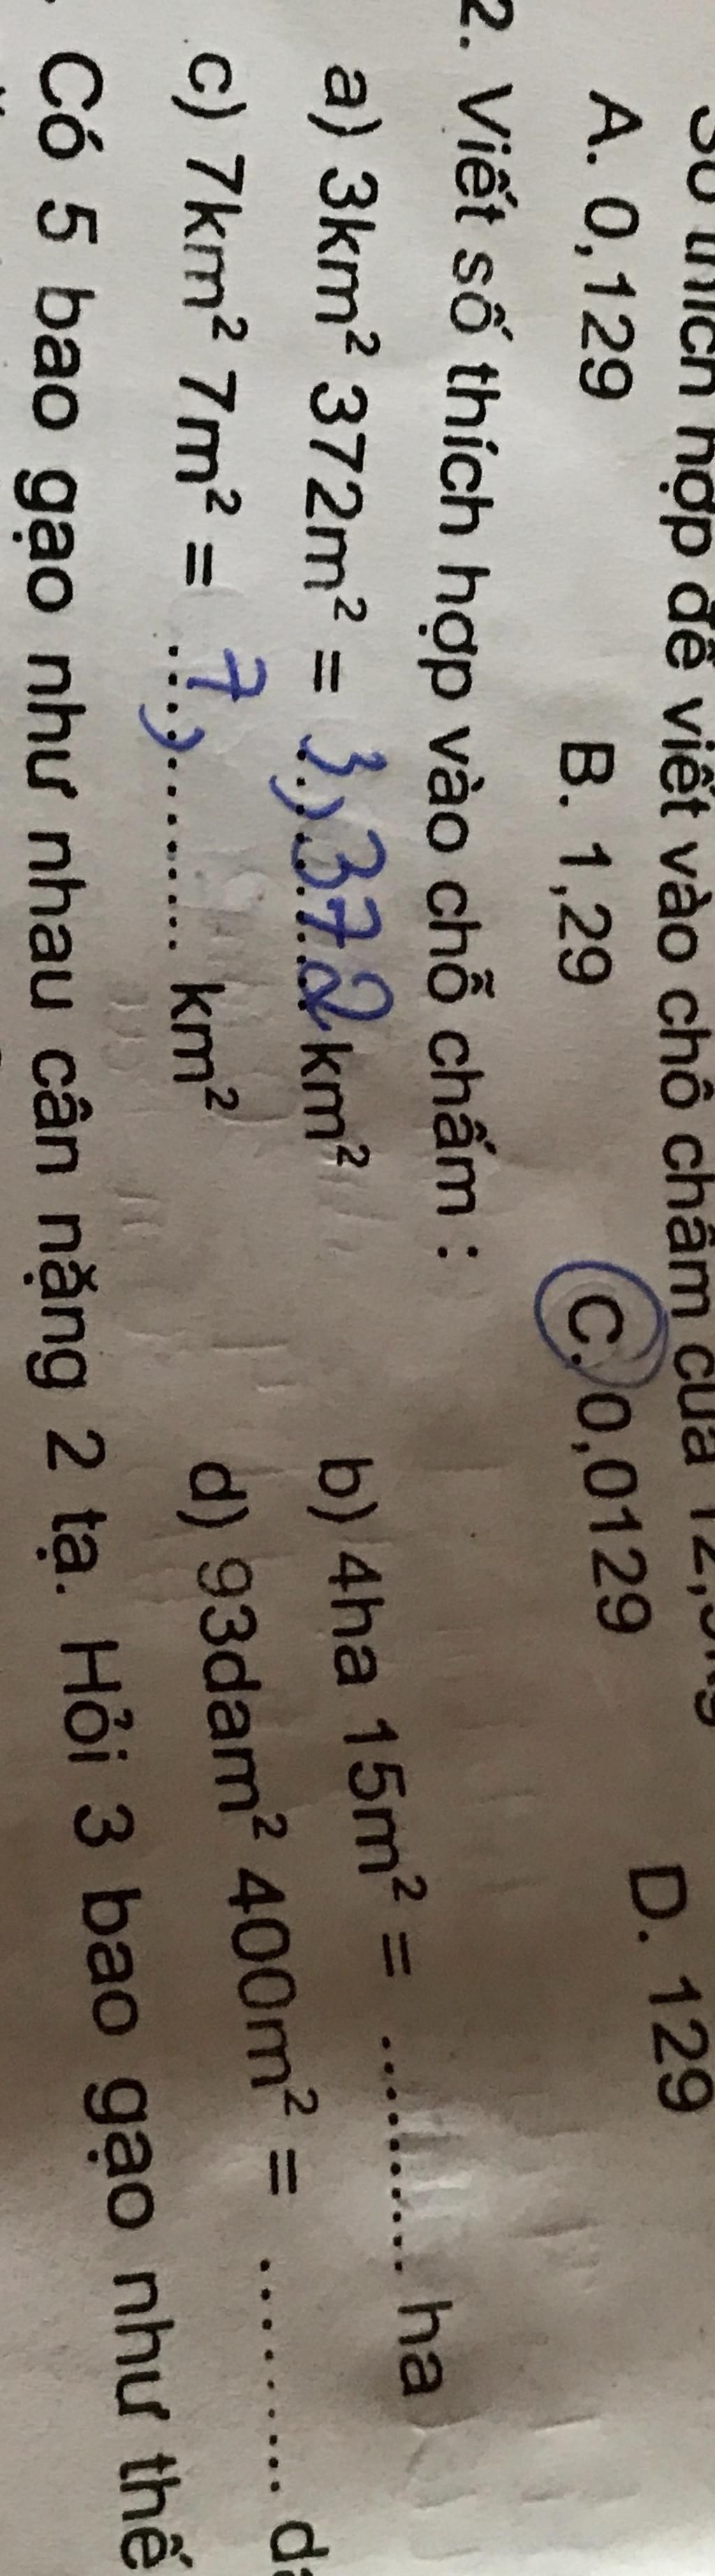 thích hợp để viết vào chỗ chấm của
A. 0,129 B. 1,29 C. 0,0129 D. 129
2. Viết số thích hợp vào chỗ chấm :
a) 3km² 372m² = 3,372 km² b) 4ha 15m² = ......... ha
c) 7km² 7m² = 7, ........ km² d) 93dam² 400m² = .........
Có 5 bao gạo như nhau cân nặng 2 tạ. Hỏi 3 bao gạo như thế